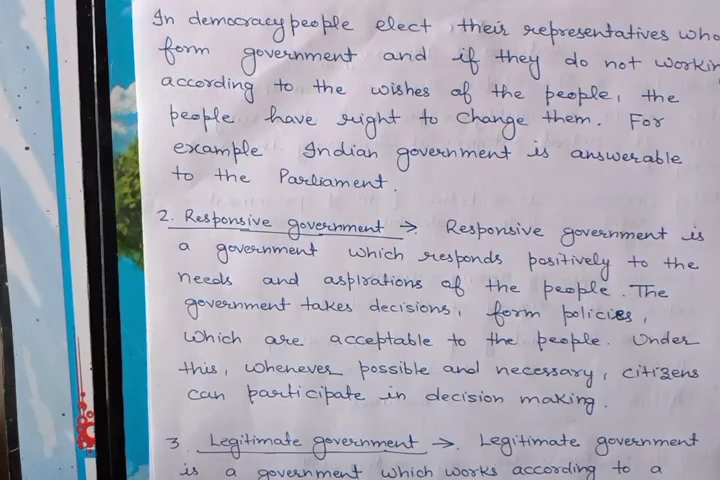 In democracy people elect their representatives who
form government and if they do not workin
according to the wishes of the people, the
people have right to change them. For
example Indian government is answerable
to the Parliament.
2. Responsive government → Responsive government is
a government which responds positively to the
needs and aspirations of the people. The
government takes decisions, form policies,
which are acceptable to the people. Under
this, whenever possible and necessary, citizens
can participate in decision making.
3. Legitimate government → Legitimate government
is a government which works according to a